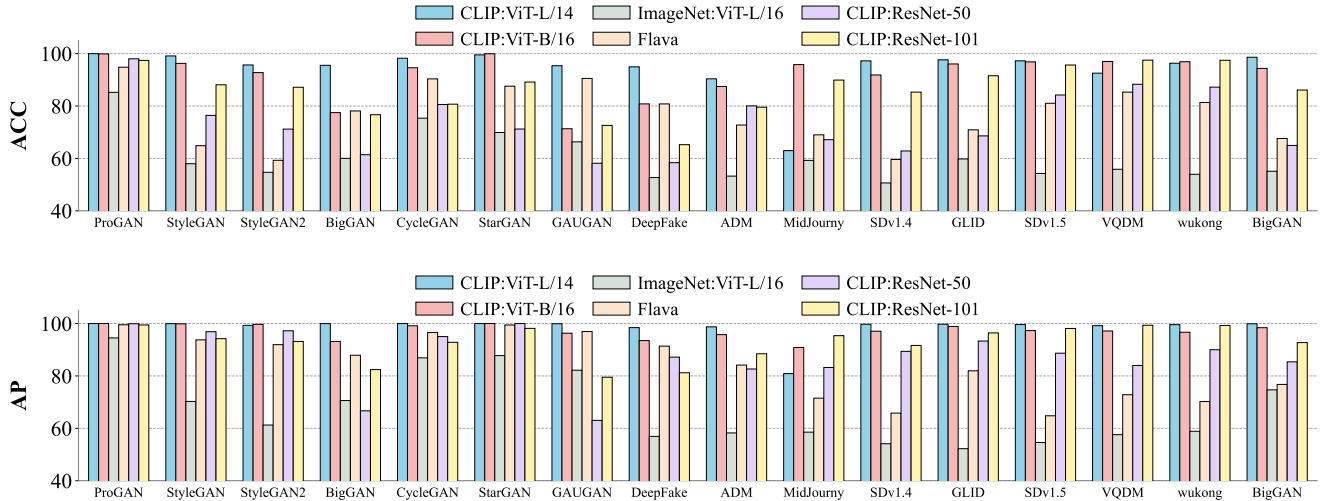 CLIP:ViT-L/14 ImageNet:ViT-L/16 CLIP:ResNet-50
CLIP:ViT-B/16 Flava CLIP:ResNet-101
ACC
100
80
60
40
ProGAN StyleGAN StyleGAN2 BigGAN CycleGAN StarGAN GAUGAN DeepFake ADM MidJourny SDv1.4 GLID SDv1.5 VQDM wukong BigGAN
CLIP:ViT-L/14 ImageNet:ViT-L/16 CLIP:ResNet-50
CLIP:ViT-B/16 Flava CLIP:ResNet-101
AP
100
80
60
40
ProGAN StyleGAN StyleGAN2 BigGAN CycleGAN StarGAN GAUGAN DeepFake ADM MidJourny SDv1.4 GLID SDv1.5 VQDM wukong BigGAN